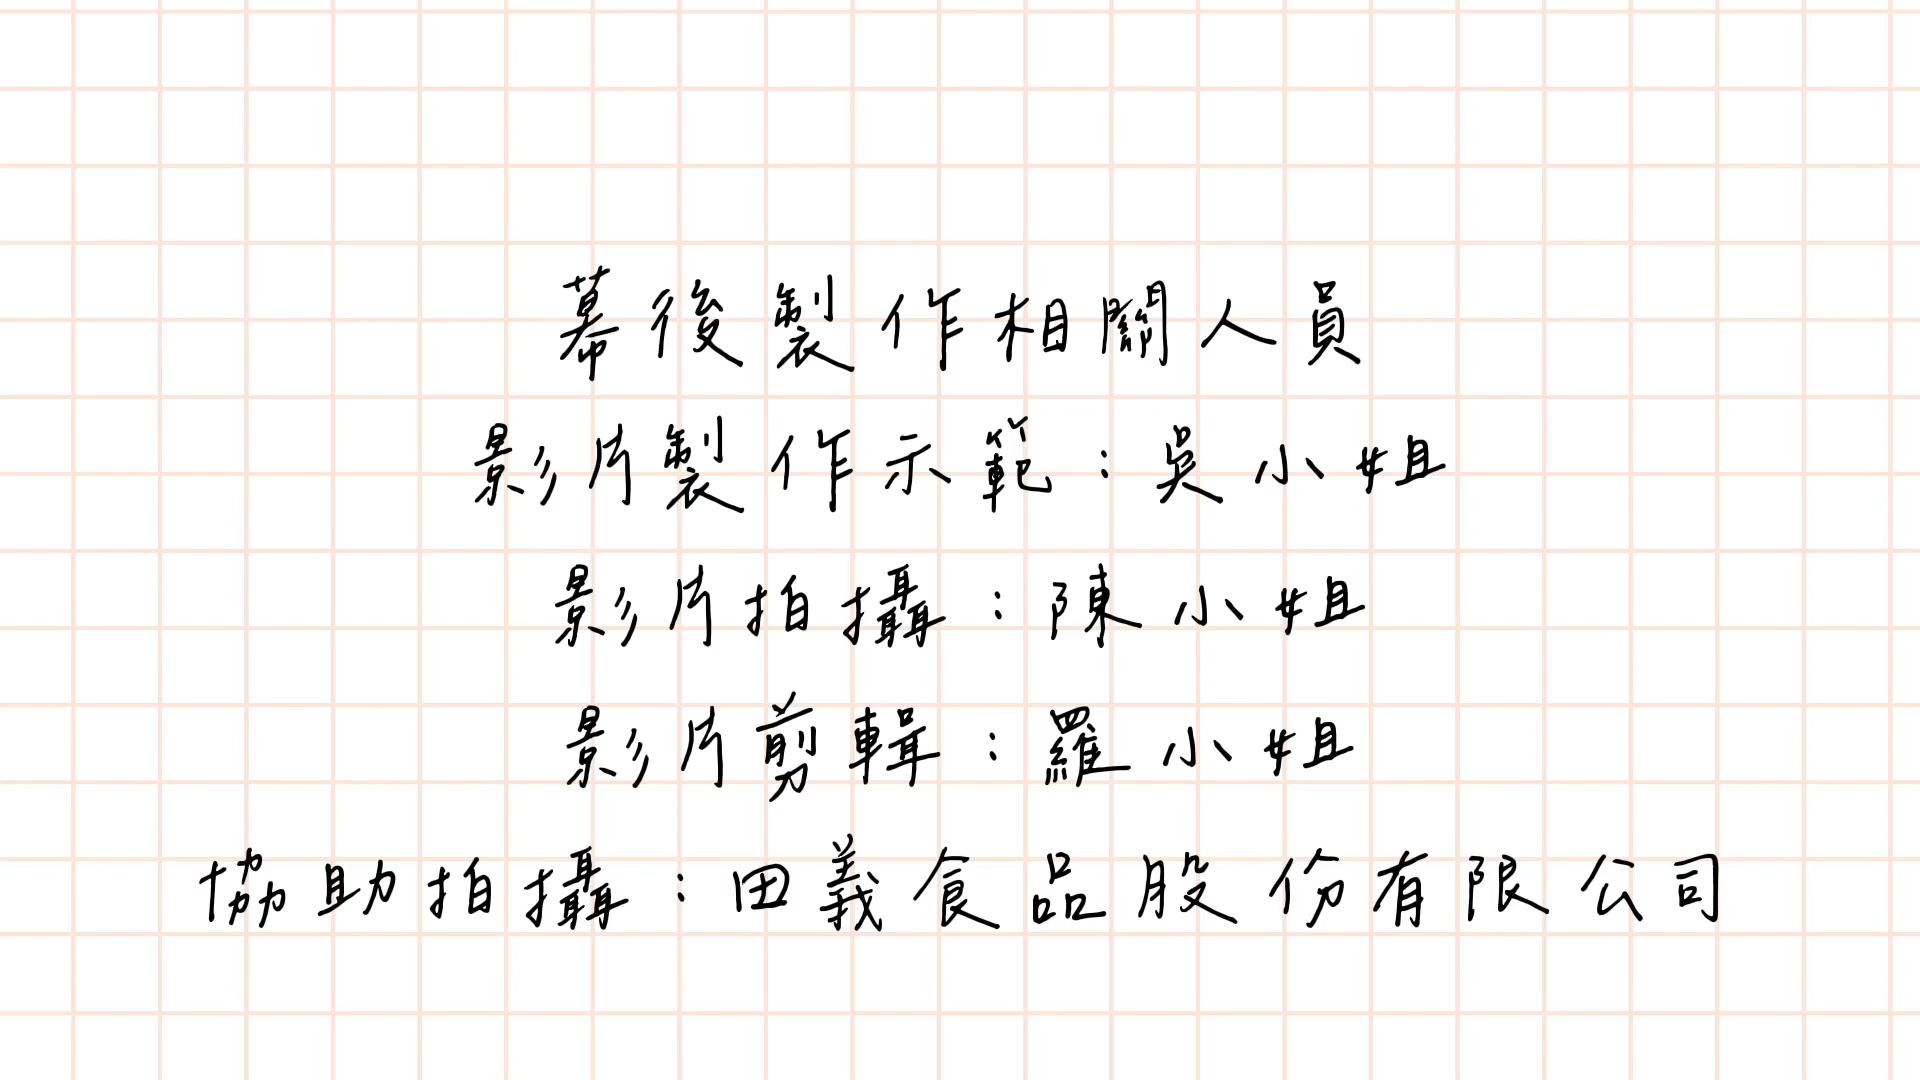 幕後製作相關人員
影片製作示範:吳小姐
影片拍攝:陳小姐
影片剪輯:羅小姐
協助拍攝:田義食品股份有限公司